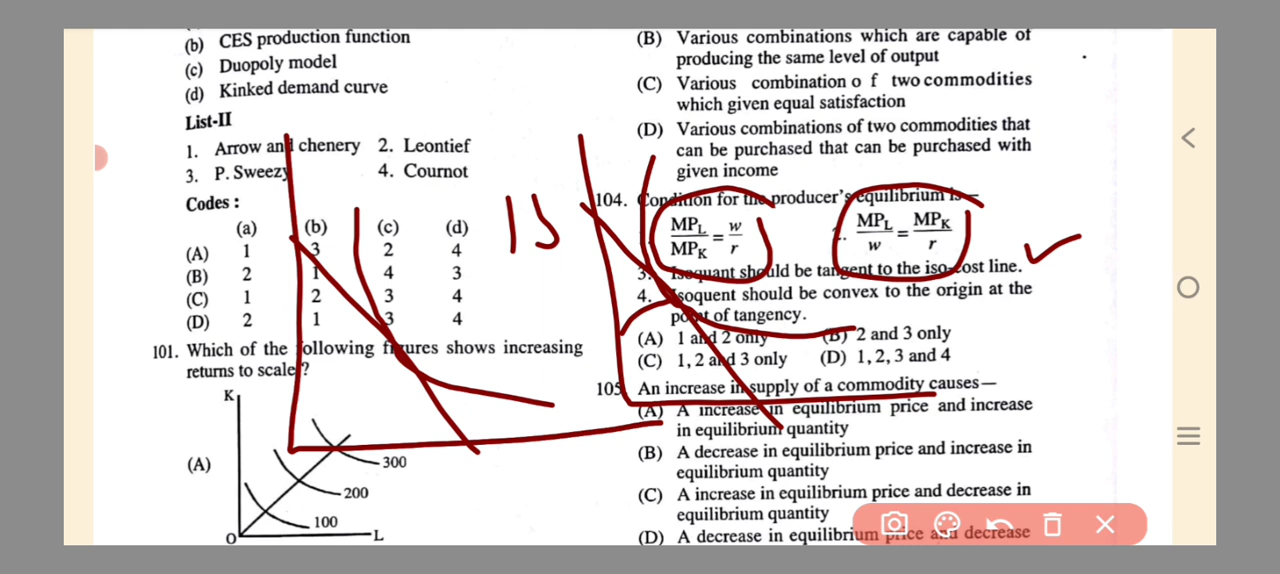 (b) CES production function
(c) Duopoly model
(d) Kinked demand curve
List-II
1. Arrow and chenery 2. Leontief
3. P. Sweezy 4. Cournot
Codes :
(a) (b) (c) (d)
(A) 1 3 2 4
(B) 2 1 4 3
(C) 1 2 3 4
(D) 2 1 3 4
101. Which of the following figures shows increasing
returns to scale?
K
(A)
300
200
100
O
L
(B) Various combinations which are capable of
producing the same level of output
(C) Various combination o f two commodities
which given equal satisfaction
(D) Various combinations of two commodities that
can be purchased that can be purchased with
given income
104. Condition for the producer's equilibrium is—
MPL/MPK = w/r 2. MPL/w = MPK/r
3. Isoquant should be tangent to the iso-cost line.
4. Isoquent should be convex to the origin at the
point of tangency.
(A) 1 and 2 only (B) 2 and 3 only
(C) 1, 2 and 3 only (D) 1, 2, 3 and 4
105. An increase in supply of a commodity causes—
(A) A increase in equilibrium price and increase
in equilibrium quantity
(B) A decrease in equilibrium price and increase in
equilibrium quantity
(C) A increase in equilibrium price and decrease in
equilibrium quantity
(D) A decrease in equilibrium price and decrease